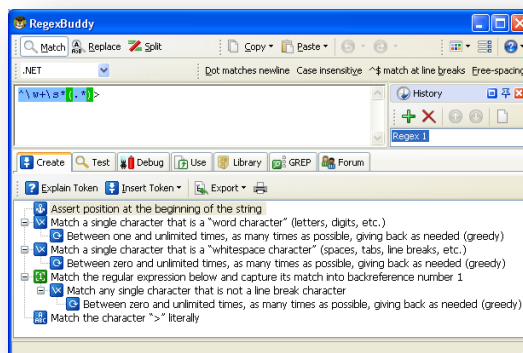 RegexBuddy
Match Replace Split Copy Paste
.NET Dot matches newline Case insensitive ^$ match at line breaks Free-spacing
^\w+\s*(.*)>
History
Regex 1
Create Test Debug Use Library GREP Forum
Explain Token Insert Token Export
Assert position at the beginning of the string
Match a single character that is a "word character" (letters, digits, etc.)
Between one and unlimited times, as many times as possible, giving back as needed (greedy)
Match a single character that is a "whitespace character" (spaces, tabs, line breaks, etc.)
Between zero and unlimited times, as many times as possible, giving back as needed (greedy)
Match the regular expression below and capture its match into backreference number 1
Match any single character that is not a line break character
Between zero and unlimited times, as many times as possible, giving back as needed (greedy)
Match the character ">" literally